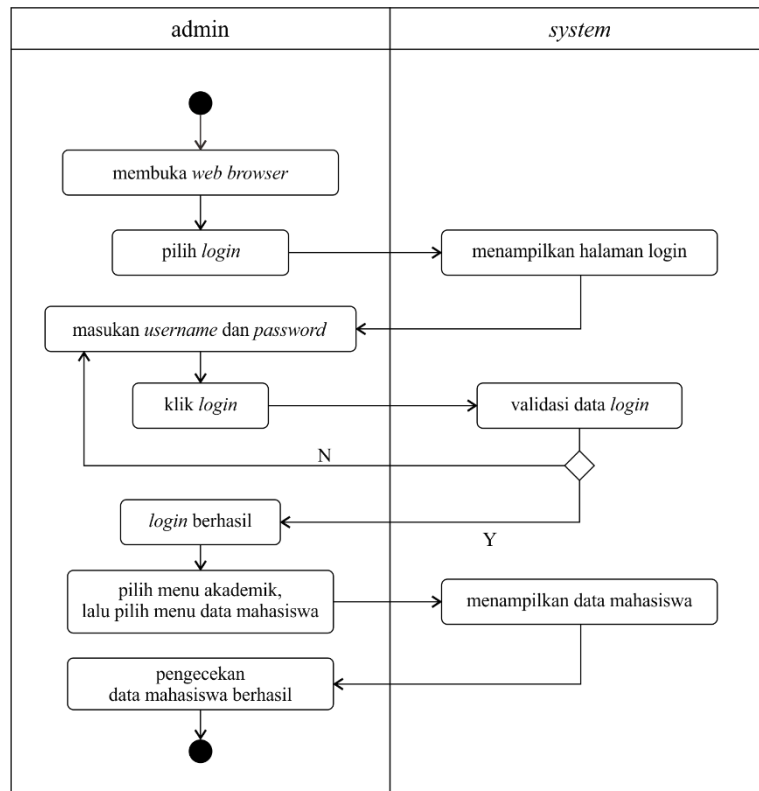 admin
system
membuka web browser
pilih login
menampilkan halaman login
masukan username dan password
klik login
validasi data login
N
login berhasil
Y
pilih menu akademik,
lalu pilih menu data mahasiswa
menampilkan data mahasiswa
pengecekan
data mahasiswa berhasil